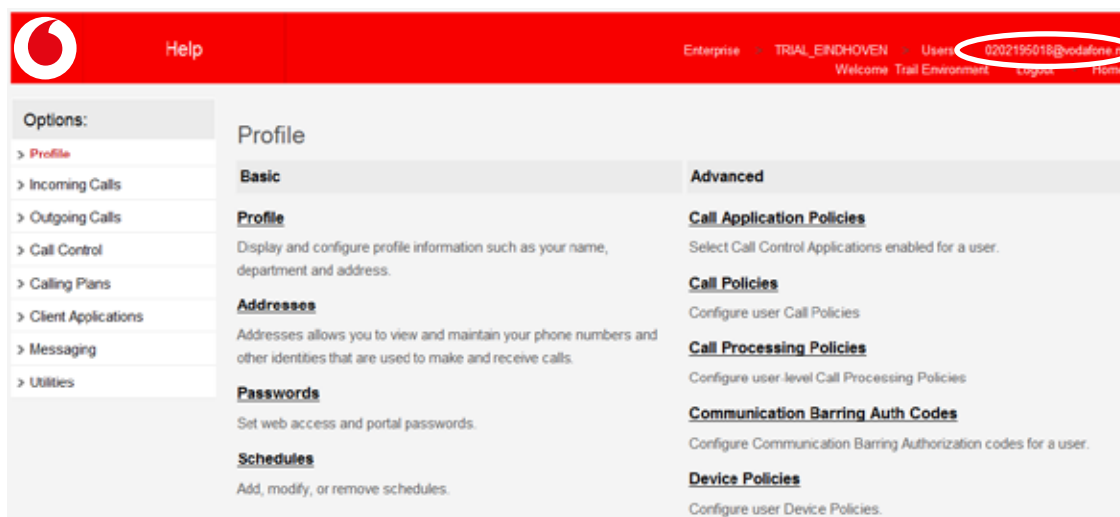 Help
Enterprise > TRIAL_EINDHOVEN > Users 0202195018@vodafone.n
Welcome Trail Environment Logout Home
Options:
> Profile
> Incoming Calls
> Outgoing Calls
> Call Control
> Calling Plans
> Client Applications
> Messaging
> Utilities
Profile
Basic
Profile
Display and configure profile information such as your name,
department and address.
Addresses
Addresses allows you to view and maintain your phone numbers and
other identities that are used to make and receive calls.
Passwords
Set web access and portal passwords.
Schedules
Add, modify, or remove schedules.
Advanced
Call Application Policies
Select Call Control Applications enabled for a user.
Call Policies
Configure user Call Policies
Call Processing Policies
Configure user-level Call Processing Policies
Communication Barring Auth Codes
Configure Communication Barring Authorization codes for a user.
Device Policies
Configure user Device Policies.